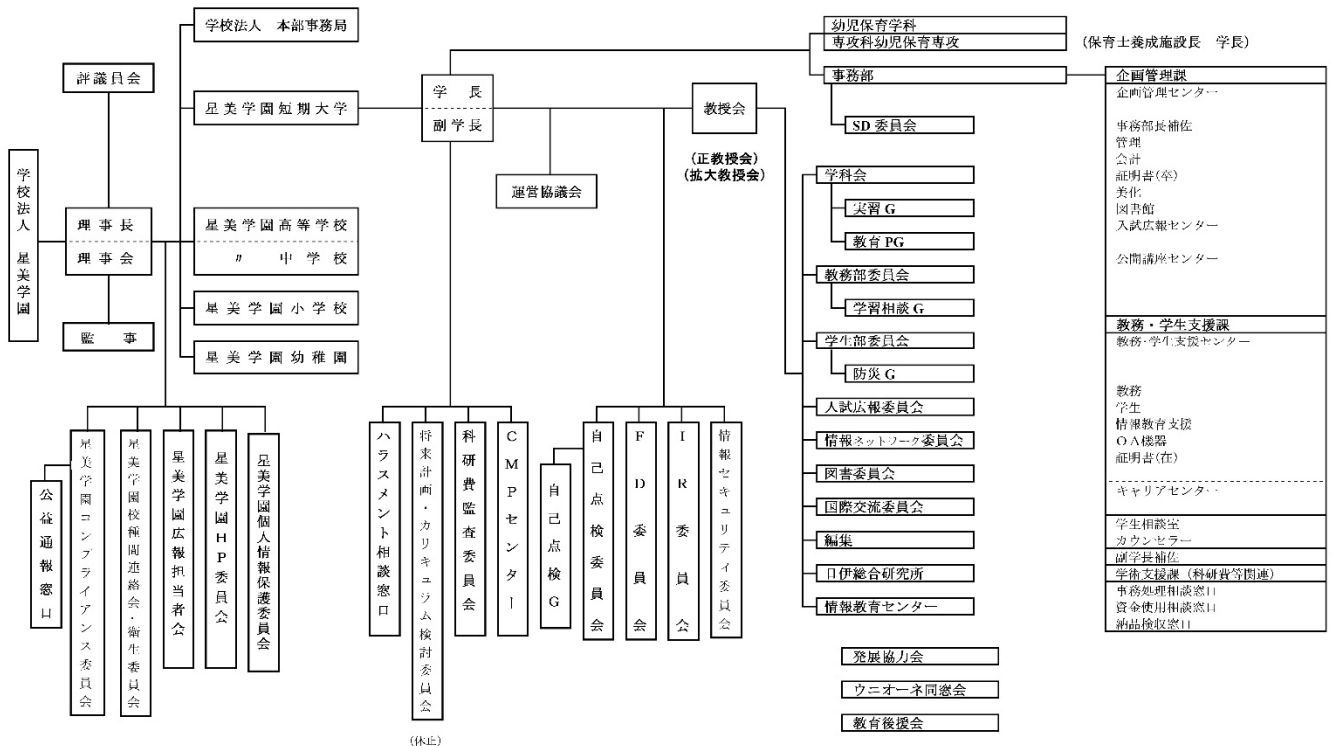 学校法人　星美学園
評議員会
理事長
理事会
監事
学校法人　本部事務局
星美学園短期大学
星美学園高等学校
〃　中学校
星美学園小学校
星美学園幼稚園
公益通報窓口
星美学園コンプライアンス委員会
星美学園校種間連絡会・衛生委員会
星美学園広報担当者会
星美学園HP委員会
星美学園個人情報保護委員会
学長
副学長
運営協議会
教授会
(正教授会)
(拡大教授会)
ハラスメント相談窓口
将来計画・カリキュラム検討委員会
(休止)
科研費監査委員会
CMPセンター
自己点検G
自己点検委員会
FD委員会
IR委員会
情報セキュリティ委員会
幼児保育学科
専攻科幼児保育専攻
(保育士養成施設長　学長)
事務部
SD委員会
学科会
実習G
教育PG
教務部委員会
学習相談G
学生部委員会
防災G
入試広報委員会
情報ネットワーク委員会
図書委員会
国際交流委員会
編集
日伊総合研究所
情報教育センター
発展協力会
ウニオーネ同窓会
教育後援会
企画管理課
企画管理センター
事務部長補佐
管理
会計
証明書(卒)
美化
図書館
入試広報センター
公開講座センター
教務・学生支援課
教務・学生支援センター
教務
学生
情報教育支援
OA機器
証明書(在)
キャリアセンター
学生相談室
カウンセラー
副学長補佐
学術支援課（科研費等関連）
事務処理相談窓口
資金使用相談窓口
納品検収窓口